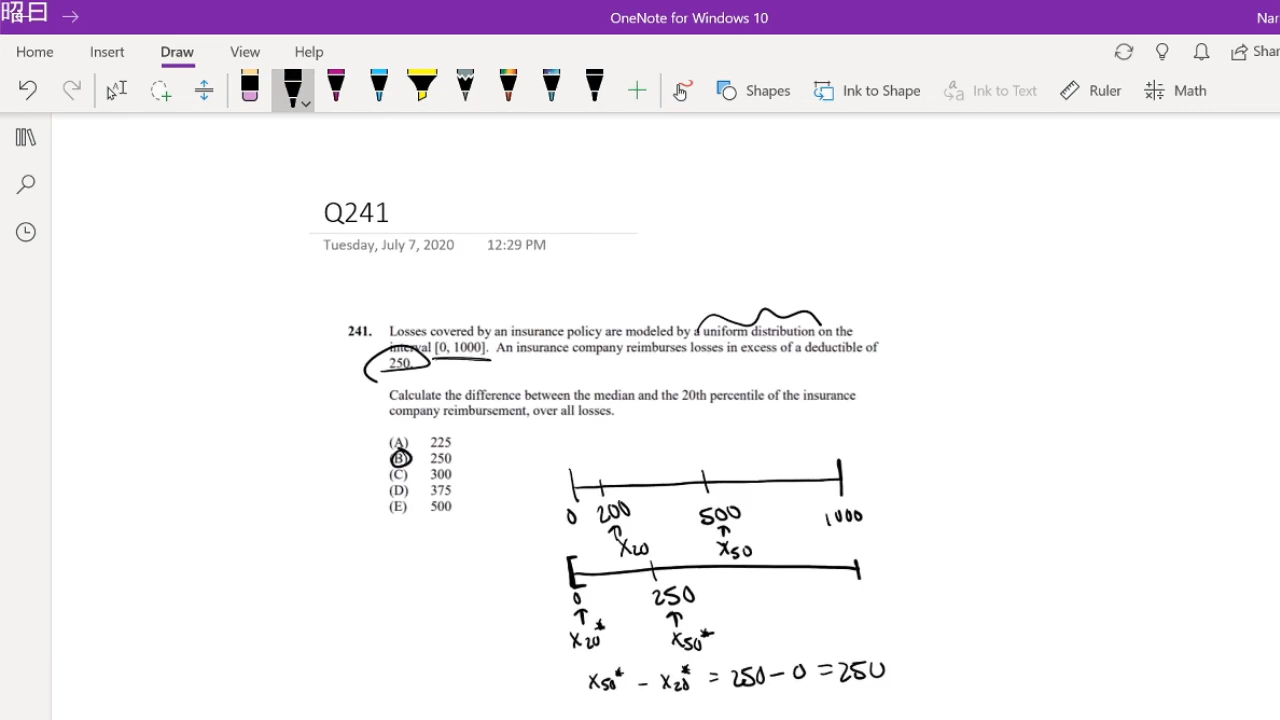 昭曰
OneNote for Windows 10
Nar
Home Insert Draw View Help
Shar
Shapes Ink to Shape Ink to Text Ruler Math
Q241
Tuesday, July 7, 2020 12:29 PM
241. Losses covered by an insurance policy are modeled by a uniform distribution on the
interval [0, 1000]. An insurance company reimburses losses in excess of a deductible of
250.
Calculate the difference between the median and the 20th percentile of the insurance
company reimbursement, over all losses.
(A) 225
(B) 250
(C) 300
(D) 375
(E) 500
0 200 500 1000
↑ ↑
x20 x50
0 250
↑ ↑
x20* x50*
x50* - x20* = 250 - 0 = 250